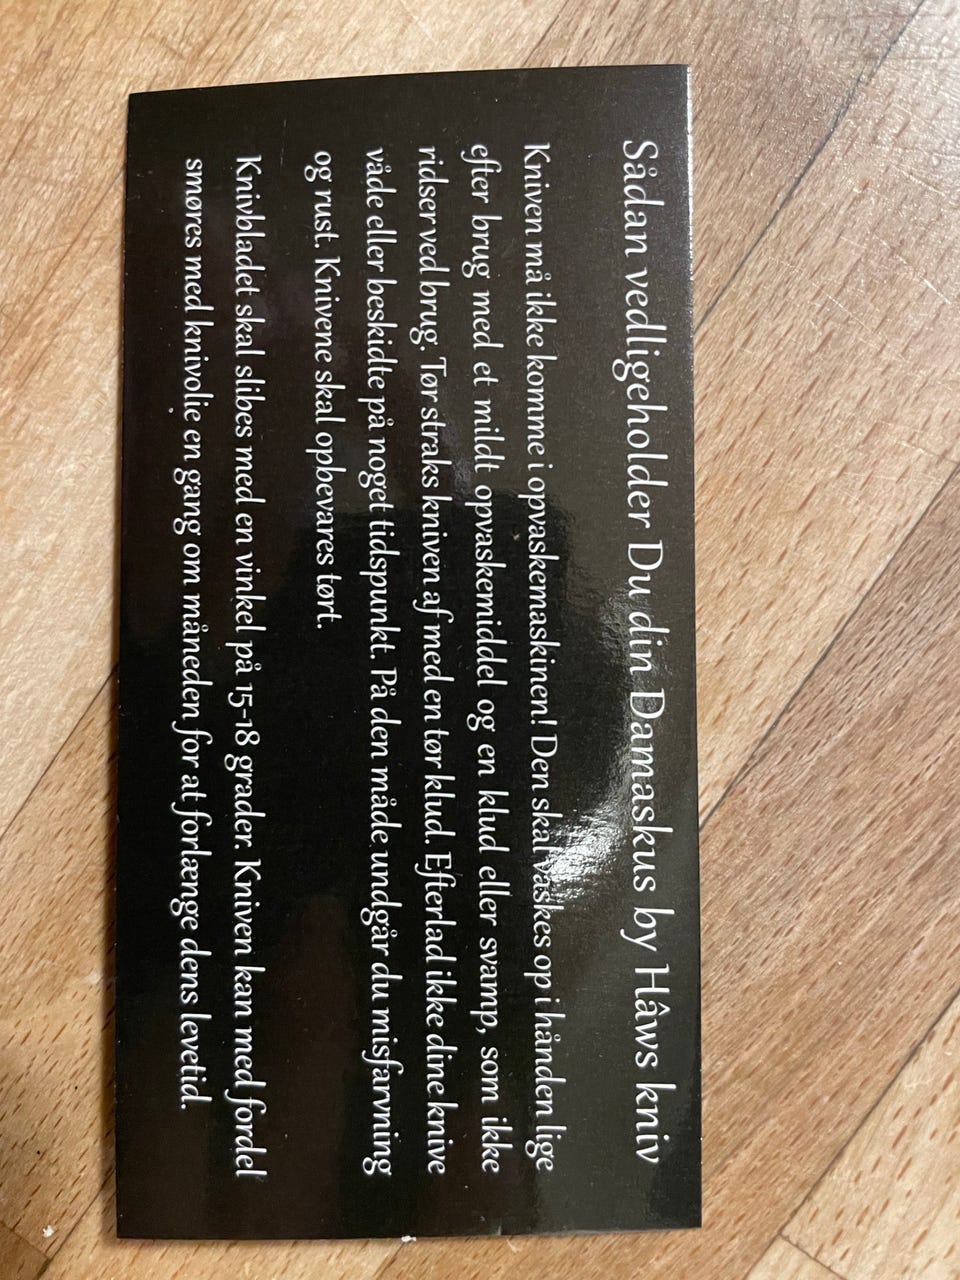 Sådan vedligeholder Du din Damaskus by Hâws kniv
Kniven må ikke komme i opvaskemaskinen! Den skal vaskes op i hånden lige
efter brug med et mildt opvaskemiddel og en klud eller svamp, som ikke
ridser ved brug. Tør straks kniven af med en tør klud. Efterlad ikke dine knive
våde eller beskidte på noget tidspunkt. På den måde undgår du misfarvning
og rust. Knivene skal opbevares tørt.
Knivbladet skal slibes med en vinkel på 15-18 grader. Kniven kan med fordel
smøres med knivolie en gang om måneden for at forlænge dens levetid.